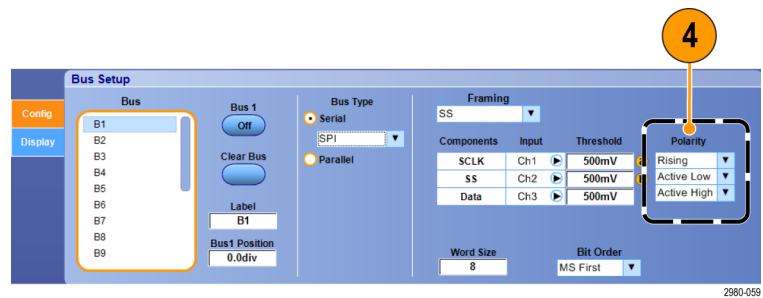 4
Bus Setup
Config
Display
Bus
B1
B2
B3
B4
B5
B6
B7
B8
B9
Bus 1
Off
Clear Bus
Label
B1
Bus1 Position
0.0div
Bus Type
Serial
SPI
Parallel
Framing
SS
Components Input Threshold Polarity
SCLK Ch1 500mV Rising
SS Ch2 500mV Active Low
Data Ch3 500mV Active High
Word Size
8
Bit Order
MS First
2980-059